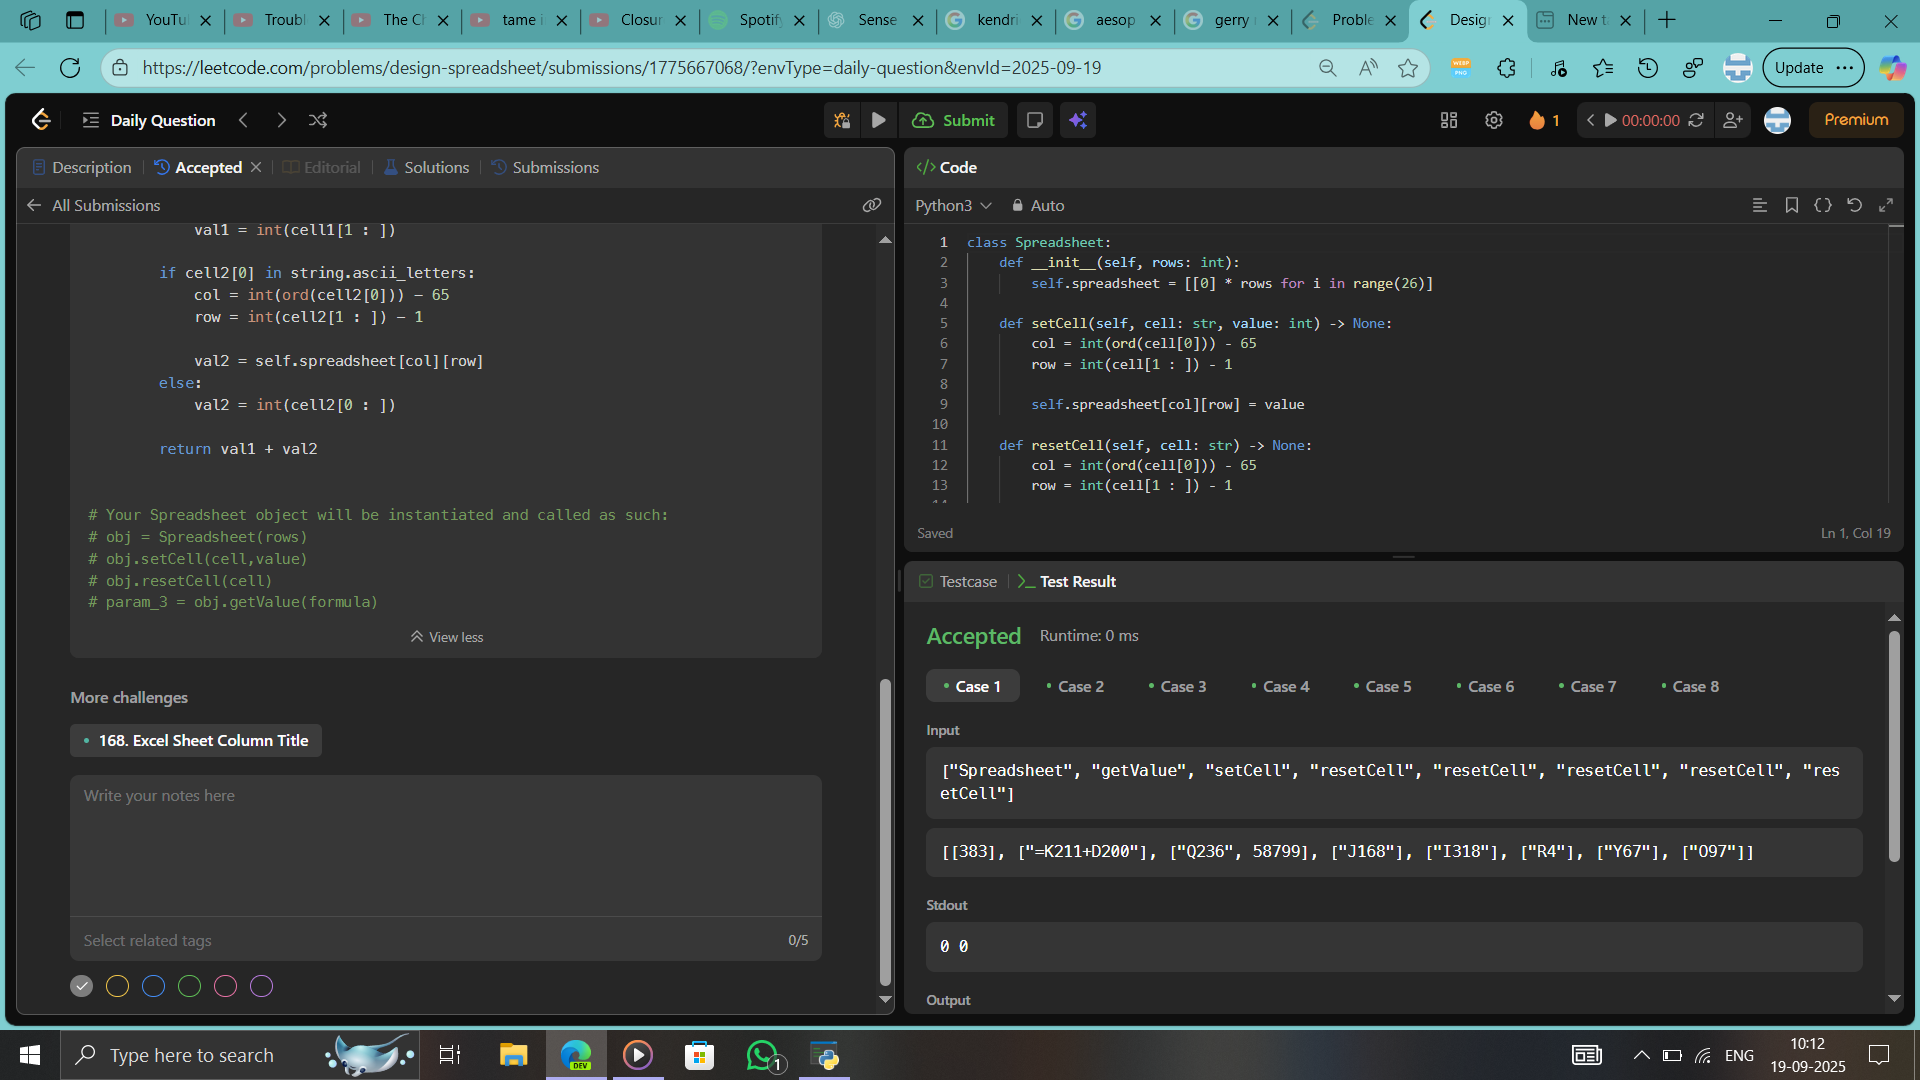 YouTu
Troubl
The Ch
tame i
Closur
Spotify
Sense
kendri
aesop
gerry
Proble
Design
New t
https://leetcode.com/problems/design-spreadsheet/submissions/1775667068/?envType=daily-question&envId=2025-09-19
WEBP
PNG
Update
Daily Question
Submit
1
00:00:00
Premium
Description
Accepted
Editorial
Solutions
Submissions
All Submissions
val1 = int(cell1[1 : ])
if cell2[0] in string.ascii_letters:
col = int(ord(cell2[0])) - 65
row = int(cell2[1 : ]) - 1
val2 = self.spreadsheet[col][row]
else:
val2 = int(cell2[0 : ])
return val1 + val2
# Your Spreadsheet object will be instantiated and called as such:
# obj = Spreadsheet(rows)
# obj.setCell(cell,value)
# obj.resetCell(cell)
# param_3 = obj.getValue(formula)
View less
More challenges
168. Excel Sheet Column Title
Write your notes here
Select related tags
0/5
</> Code
Python3
Auto
1 class Spreadsheet:
2 def __init__(self, rows: int):
3 self.spreadsheet = [[0] * rows for i in range(26)]
4
5 def setCell(self, cell: str, value: int) -> None:
6 col = int(ord(cell[0])) - 65
7 row = int(cell[1 : ]) - 1
8
9 self.spreadsheet[col][row] = value
10
11 def resetCell(self, cell: str) -> None:
12 col = int(ord(cell[0])) - 65
13 row = int(cell[1 : ]) - 1
14
Saved
Ln 1, Col 19
Testcase
Test Result
Accepted
Runtime: 0 ms
Case 1
Case 2
Case 3
Case 4
Case 5
Case 6
Case 7
Case 8
Input
["Spreadsheet", "getValue", "setCell", "resetCell", "resetCell", "resetCell", "resetCell", "res
etCell"]
[[383], ["=K211+D200"], ["Q236", 58799], ["J168"], ["I318"], ["R4"], ["Y67"], ["O97"]]
Stdout
0 0
Output
Type here to search
DEV
1
ENG
10:12
19-09-2025